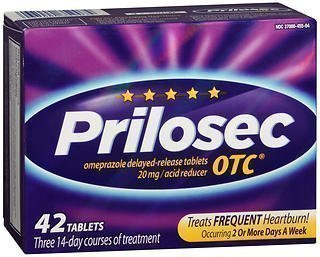 NDC 37000-455-04
Prilosec
OTC®
omeprazole delayed-release tablets
20 mg / acid reducer
42 TABLETS
Three 14-day courses of treatment
Treats FREQUENT Heartburn!
Occurring 2 Or More Days A Week